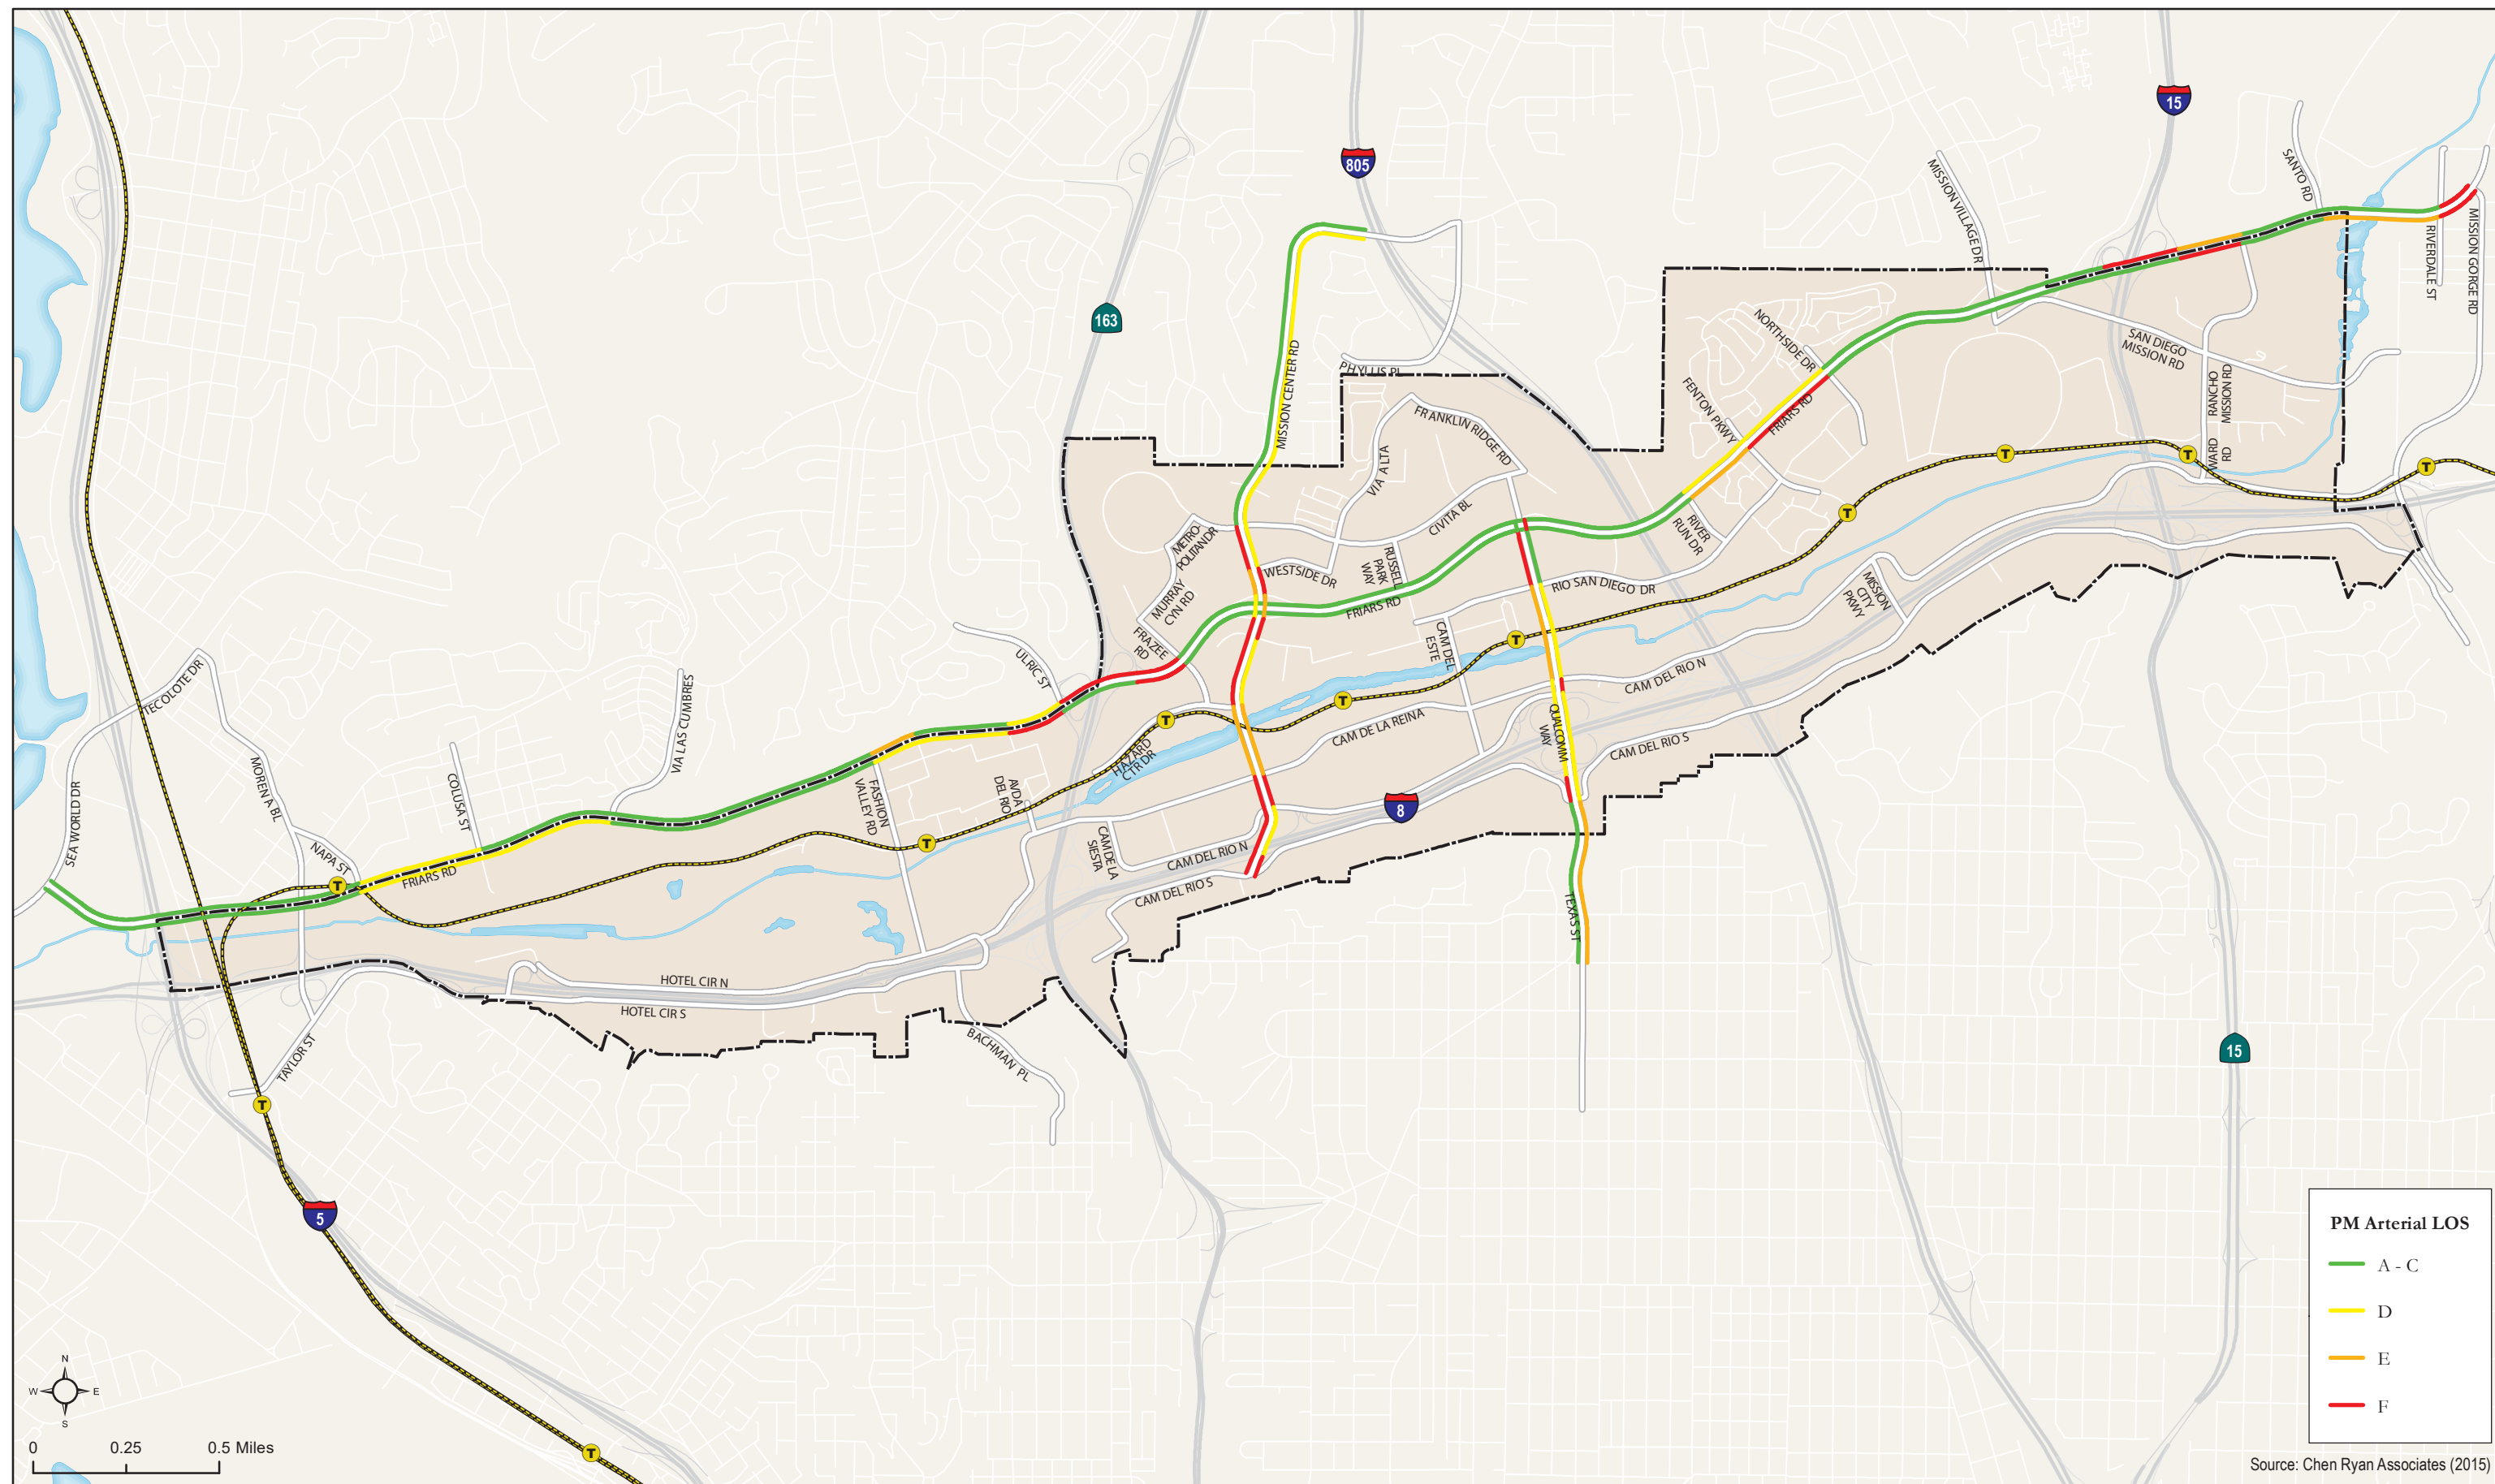 15
805
163
MISSION VILLAGE DR
SANTO RD
RIVERDALE ST
MISSION GORGE RD
SAN DIEGO
MISSION RD
RANCHO
MISSION RD
WARD
RD
NORTHSIDE DR
FENTON PKWY
FRIARS RD
MISSION CENTER RD
PHYLLIS PL
FRANKLIN RIDGE RD
VIA ALTA
CIVITA BL
METRO-
POLITAN DR
MURRAY
CYN RD
WESTSIDE DR
RUSSELL
PARK
WAY
RIVER
RUN DR
RIO SAN DIEGO DR
FRIARS RD
FRAZEE
RD
ULRIC ST
CAM DEL
ESTE
MISSION
CITY
PKWY
CAM DEL RIO N
QUALCOMM
WAY
CAM DE LA REINA
CAM DEL RIO S
HAZARD
CTR DR
AVDA
DEL RIO
FASHION
VALLEY RD
CAM DE LA
SIESTA
CAM DEL RIO N
CAM DEL RIO S
8
TECOLOTE DR
SEA WORLD DR
MORENA BL
NAPA ST
COLUSA ST
VIA LAS CUMBRES
FRIARS RD
TEXAS ST
HOTEL CIR N
HOTEL CIR S
BACHMAN PL
TAYLOR ST
15
5
T
T
T
T
T
T
T
T
T
T
T
PM Arterial LOS
A - C
D
E
F
N
W
E
S
0
0.25
0.5 Miles
Source: Chen Ryan Associates (2015)